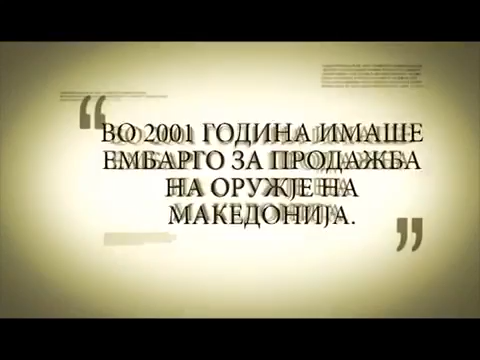 ВО 2001 ГОДИНА ИМАШЕ
ЕМБАРГО ЗА ПРОДАЖБА
НА ОРУЖЈЕ НА
МАКЕДОНИЈА.